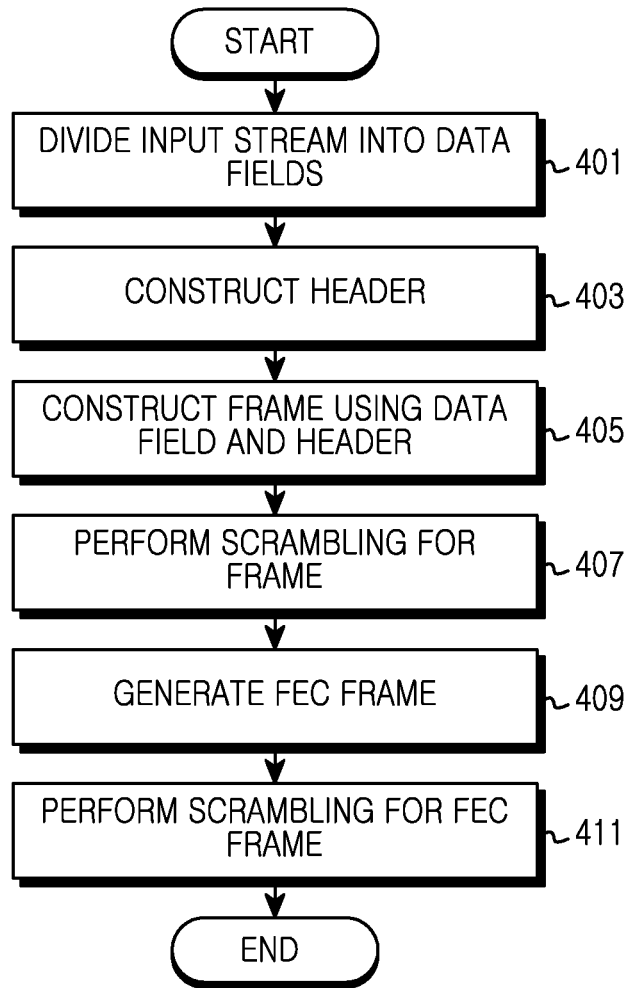 START
DIVIDE INPUT STREAM INTO DATA
FIELDS
401
CONSTRUCT HEADER
403
CONSTRUCT FRAME USING DATA
FIELD AND HEADER
405
PERFORM SCRAMBLING FOR
FRAME
407
GENERATE FEC FRAME
409
PERFORM SCRAMBLING FOR FEC
FRAME
411
END